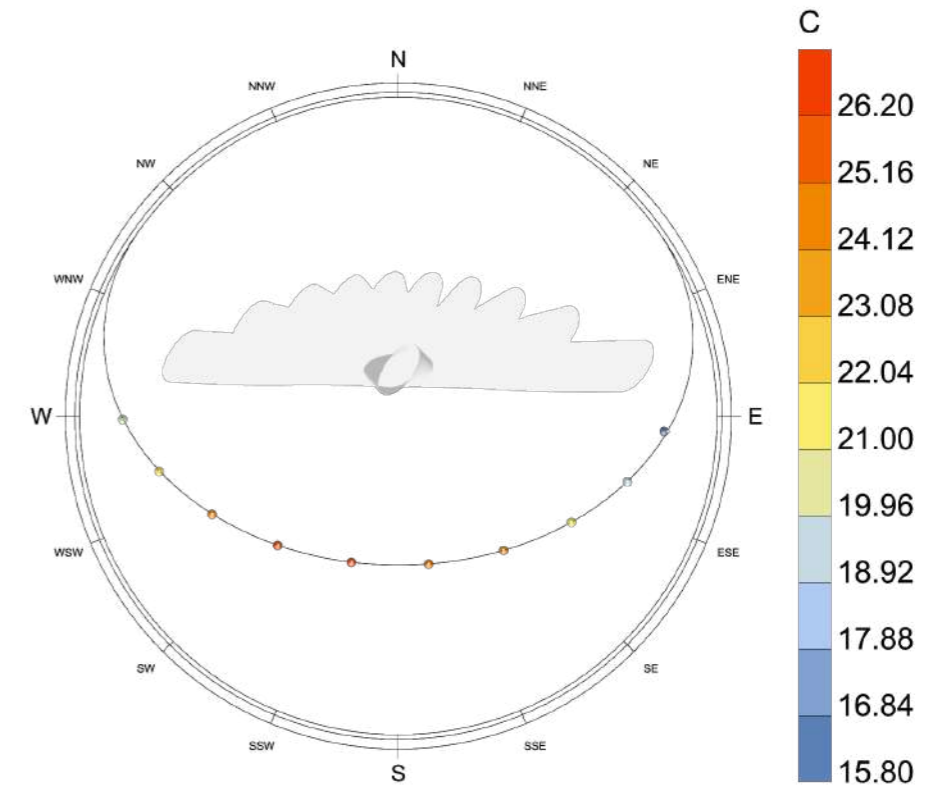 C
N
NNW
NNE
26.20
NW
NE
25.16
24.12
WNW
ENE
23.08
22.04
W
E
21.00
19.96
WSW
ESE
18.92
17.88
SW
SE
16.84
SSW
SSE
S
15.80